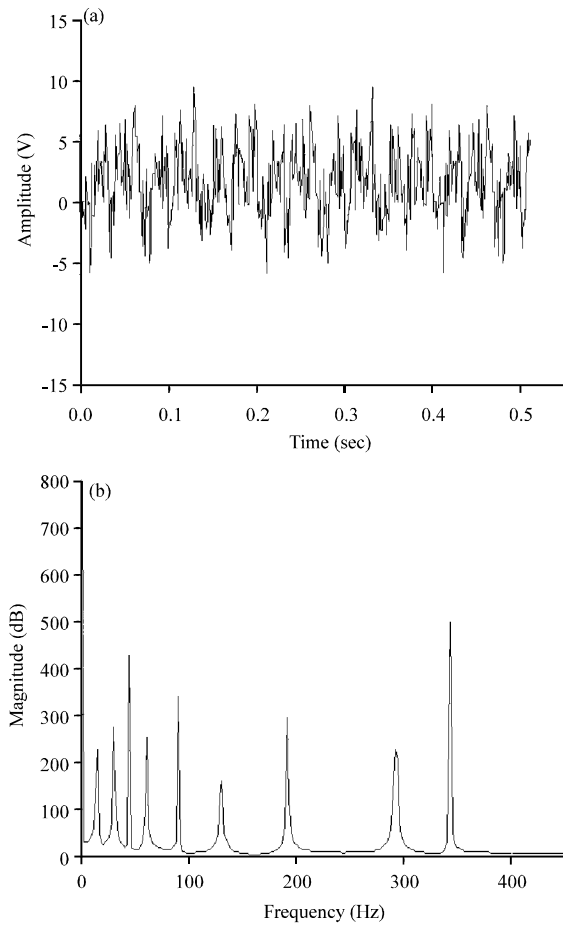 (a)
15
10
5
0
-5
-10
-15
Amplitude (V)
0.0 0.1 0.2 0.3 0.4 0.5
Time (sec)
(b)
800
700
600
500
400
300
200
100
0
Magnitude (dB)
0 100 200 300 400
Frequency (Hz)